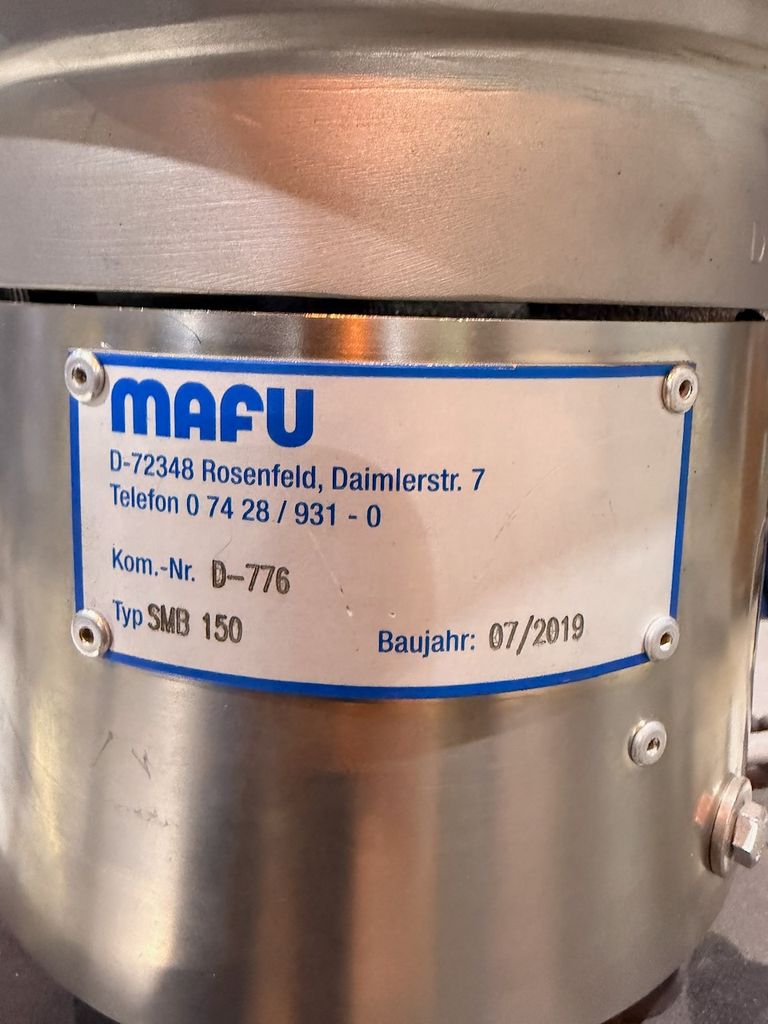 MAFU
D-72348 Rosenfeld, Daimlerstr. 7
Telefon 0 74 28 / 931 - 0
Kom.-Nr. D-776
Typ SMB 150
Baujahr: 07/2019